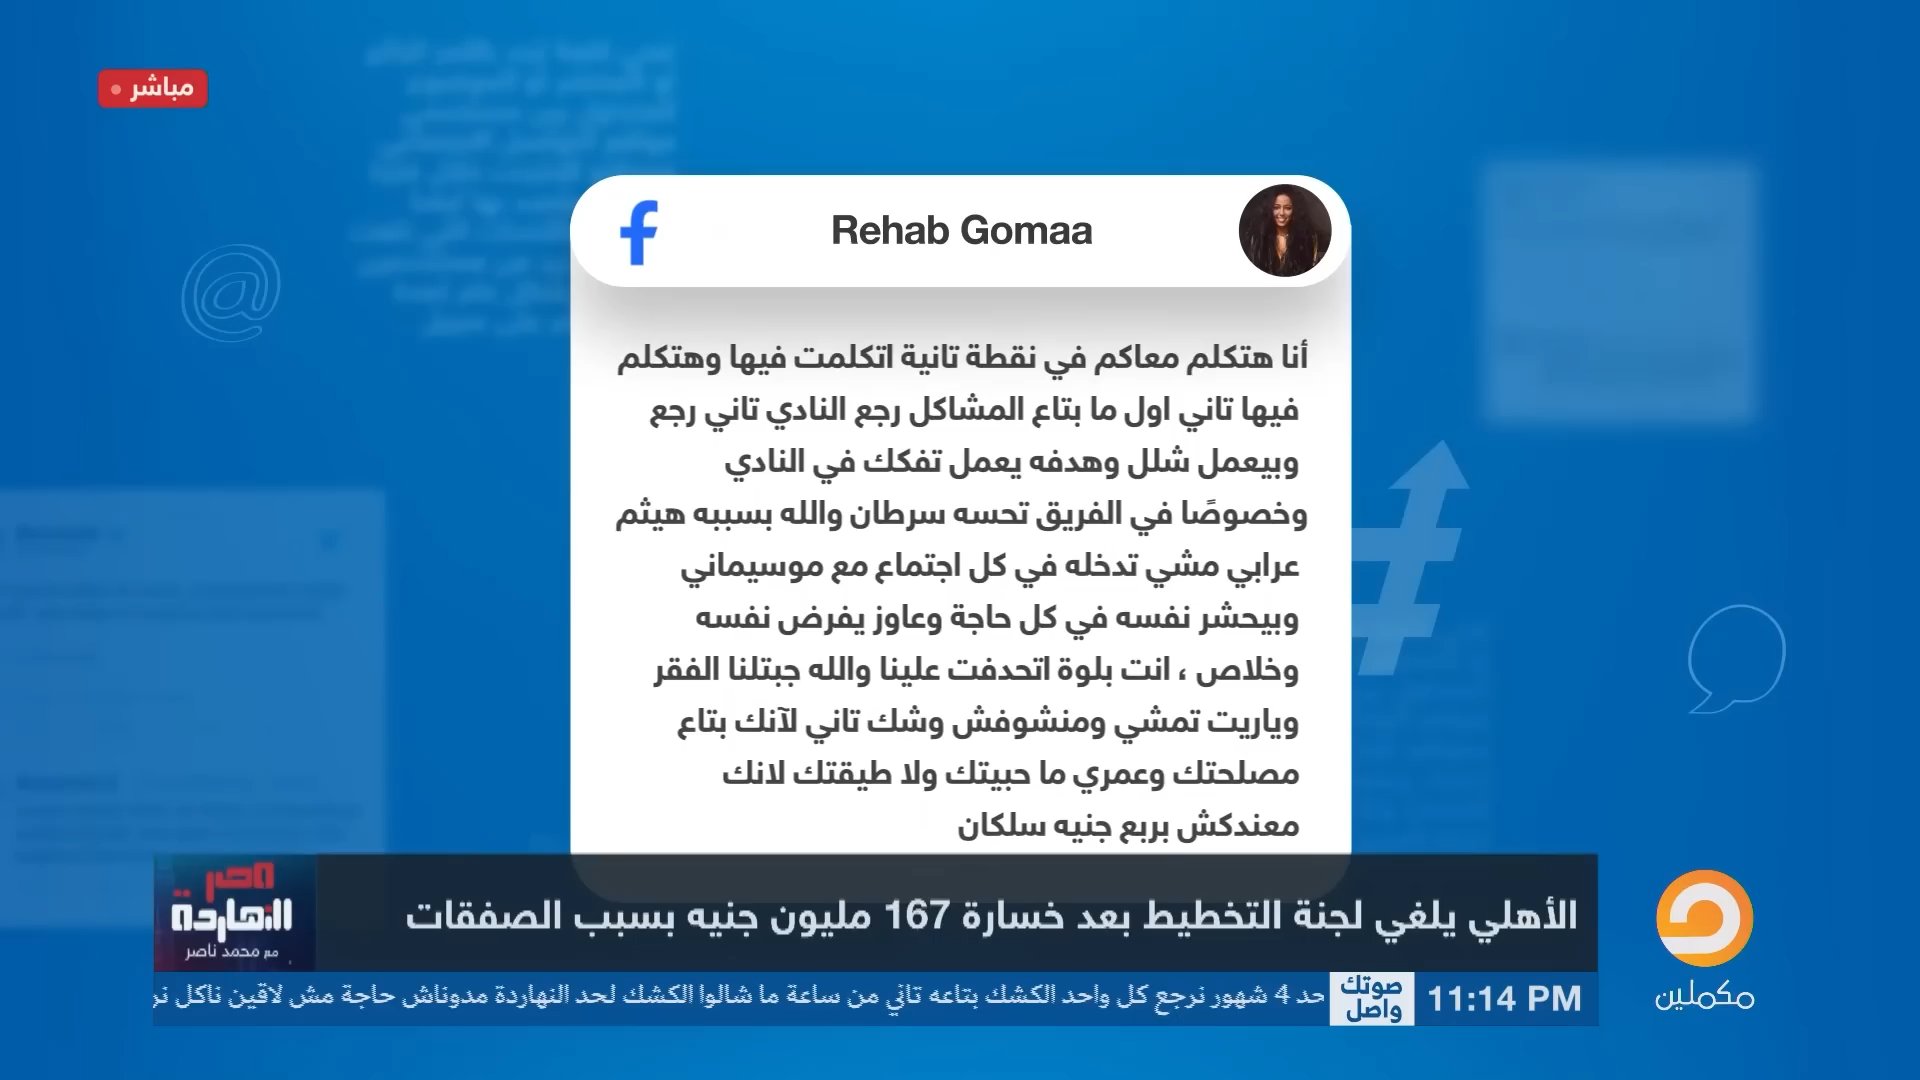 مباشر
Rehab Gomaa
أنا هتكلم معاكم في نقطة تانية اتكلمت فيها وهتكلم
فيها تاني اول ما بتاع المشاكل رجع النادي تاني رجع
وبيعمل شلل وهدفه يعمل تفكك في النادي
وخصوصًا في الفريق تحسه سرطان والله بسببه هيثم
عرابي مشي تدخله في كل اجتماع مع موسيماني
وبيحشر نفسه في كل حاجة وعاوز يفرض نفسه
وخلاص ، انت بلوة اتحدفت علينا والله جبتلنا الفقر
وياريت تمشي ومنشوفش وشك تاني لآنك بتاع
مصلحتك وعمري ما حبيتك ولا طيقتك لانك
معندكش بربع جنيه سلكان
الأهلي يلغي لجنة التخطيط بعد خسارة 167 مليون جنيه بسبب الصفقات
مصر
النهاردة
مع محمد ناصر
11:14 PM
صوتك
واصل
حد 4 شهور نرجع كل واحد الكشك بتاعه تاني من ساعة ما شالوا الكشك لحد النهاردة مدوناش حاجة مش لاقين ناكل
مكملين